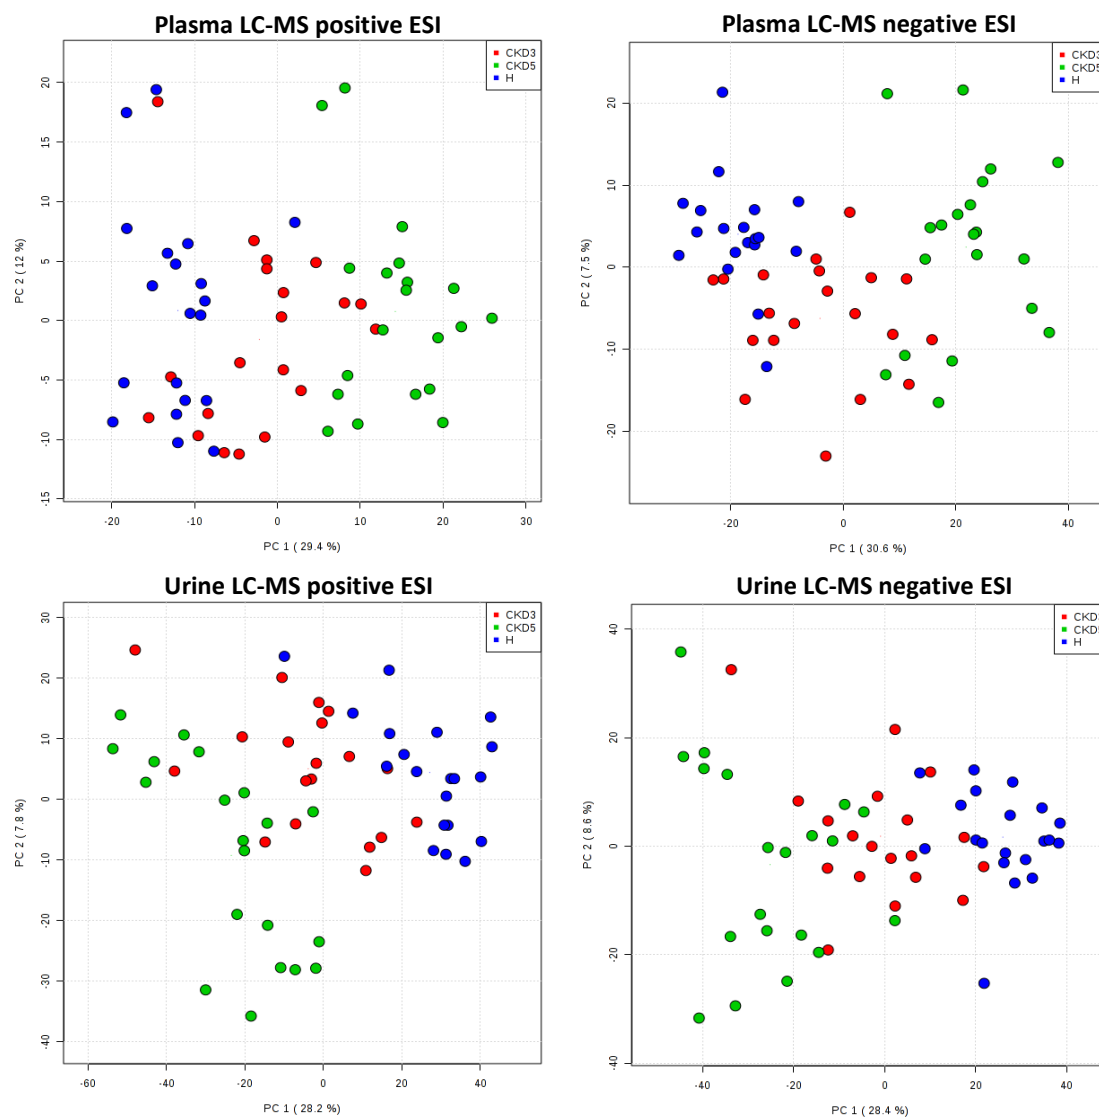 Plasma LC-MS positive ESI
CKD3
CKD5
H
20
15
10
5
0
-5
-10
-15
PC 2 ( 12 %)
-20
-10
0
10
20
30
PC 1 ( 29.4 %)
Plasma LC-MS negative ESI
CKD3
CKD5
H
20
10
0
-10
-20
PC 2 ( 7.5 %)
-20
0
20
40
PC 1 ( 30.6 %)
Urine LC-MS positive ESI
CKD3
CKD5
H
30
20
10
0
-10
-20
-30
-40
PC 2 ( 7.8 %)
-60
-40
-20
0
20
40
PC 1 ( 28.2 %)
Urine LC-MS negative ESI
CKD3
CKD5
H
40
20
0
-20
-40
PC 2 ( 8.6 %)
-40
-20
0
20
40
PC 1 ( 28.4 %)